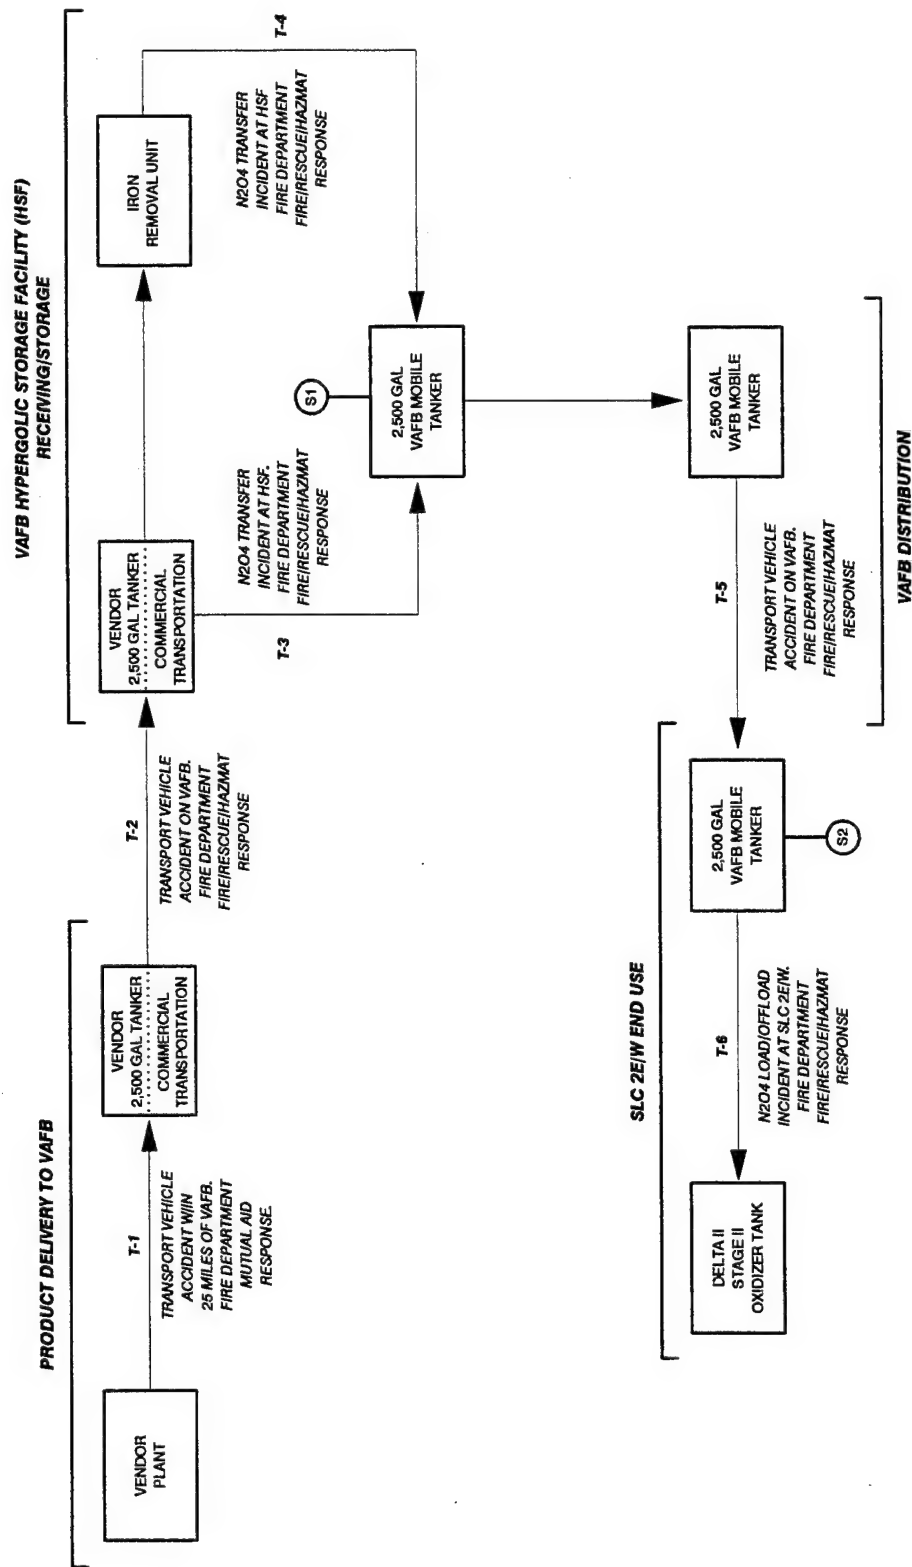 PRODUCT DELIVERY TO VAFB
VENDOR
PLANT
T-1
TRANSPORT VEHICLE
ACCIDENT W/IN
25 MILES OF VAFB.
FIRE DEPARTMENT
MUTUAL AID
RESPONSE.
VENDOR
2,500 GAL TANKER
COMMERCIAL
TRANSPORTATION
T-2
TRANSPORT VEHICLE
ACCIDENT ON VAFB.
FIRE DEPARTMENT
FIRE/RESCUE/HAZMAT
RESPONSE
VAFB HYPERGOLIC STORAGE FACILITY (HSF)
RECEIVING/STORAGE
VENDOR
2,500 GAL TANKER
COMMERCIAL
TRANSPORTATION
IRON
REMOVAL UNIT
T-3
N2O4 TRANSFER
INCIDENT AT HSF.
FIRE DEPARTMENT
FIRE/RESCUE/HAZMAT
RESPONSE
N2O4 TRANSFER
INCIDENT AT HSF
FIRE DEPARTMENT
FIRE/RESCUE/HAZMAT
RESPONSE
T-4
S1
2,500 GAL
VAFB MOBILE
TANKER
SLC 2E/W END USE
DELTA II
STAGE II
OXIDIZER TANK
T-6
N2O4 LOAD/OFFLOAD
INCIDENT AT SLC 2E/W.
FIRE DEPARTMENT
FIRE/RESCUE/HAZMAT
RESPONSE
2,500 GAL
VAFB MOBILE
TANKER
S2
T-5
TRANSPORT VEHICLE
ACCIDENT ON VAFB.
FIRE DEPARTMENT
FIRE/RESCUE/HAZMAT
RESPONSE
2,500 GAL
VAFB MOBILE
TANKER
VAFB DISTRIBUTION